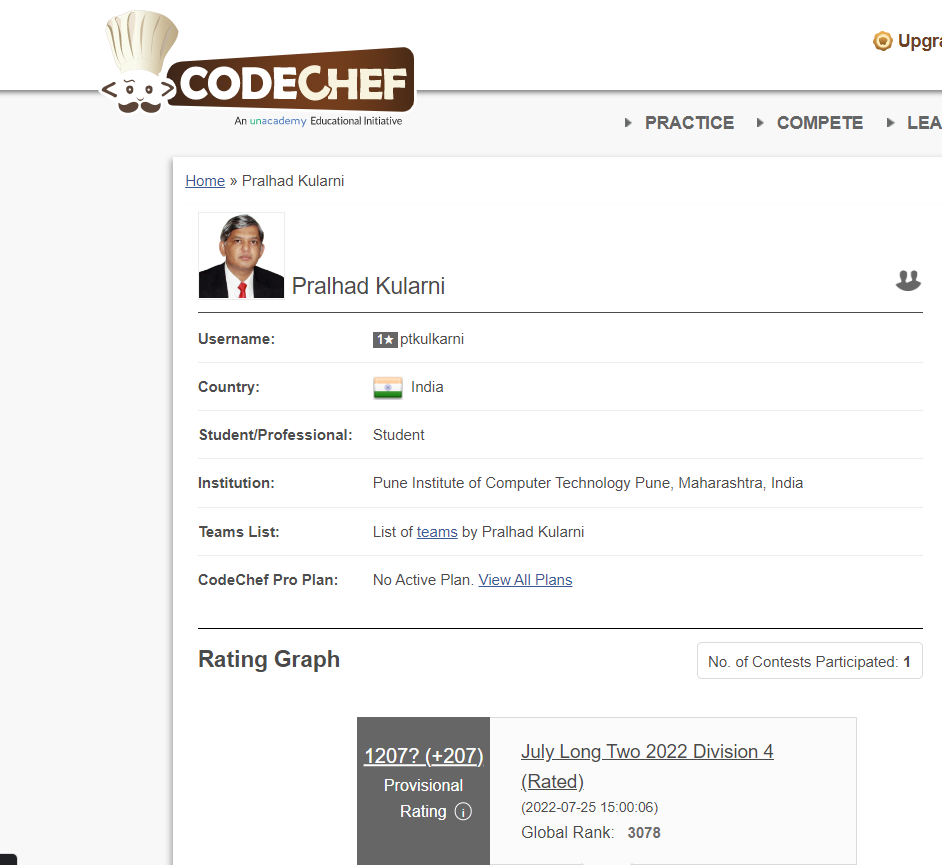 CODECHEF
An unacademy Educational Initiative
PRACTICE
COMPETE
Home » Pralhad Kularni
Pralhad Kularni
Username: 1★ ptkulkarni
Country: India
Student/Professional: Student
Institution: Pune Institute of Computer Technology Pune, Maharashtra, India
Teams List: List of teams by Pralhad Kularni
CodeChef Pro Plan: No Active Plan. View All Plans
Rating Graph
No. of Contests Participated: 1
1207? (+207)
Provisional
Rating
July Long Two 2022 Division 4
(Rated)
(2022-07-25 15:00:06)
Global Rank: 3078